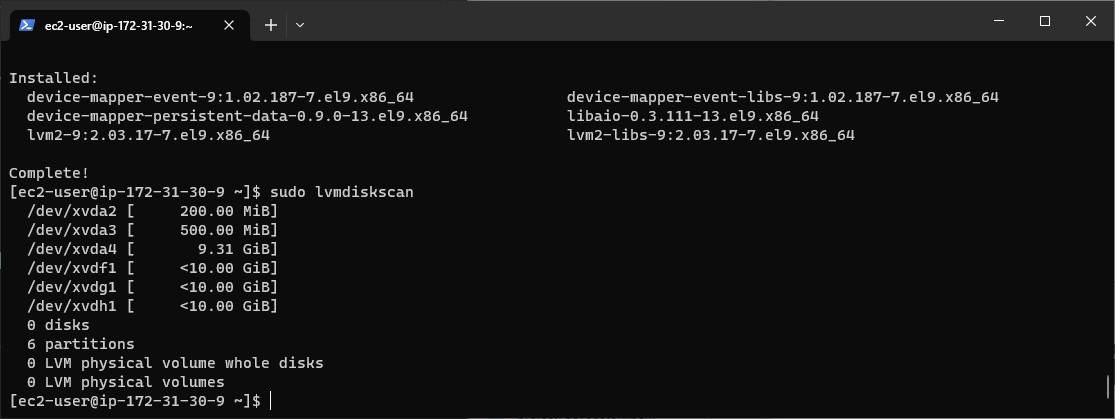 ec2-user@ip-172-31-30-9:~
Installed:
  device-mapper-event-9:1.02.187-7.el9.x86_64                 device-mapper-event-libs-9:1.02.187-7.el9.x86_64
  device-mapper-persistent-data-0.9.0-13.el9.x86_64           libaio-0.3.111-13.el9.x86_64
  lvm2-9:2.03.17-7.el9.x86_64                                 lvm2-libs-9:2.03.17-7.el9.x86_64
Complete!
[ec2-user@ip-172-31-30-9 ~]$ sudo lvmdiskscan
  /dev/xvda2 [     200.00 MiB]
  /dev/xvda3 [     500.00 MiB]
  /dev/xvda4 [       9.31 GiB]
  /dev/xvdf1 [     <10.00 GiB]
  /dev/xvdg1 [     <10.00 GiB]
  /dev/xvdh1 [     <10.00 GiB]
  0 disks
  6 partitions
  0 LVM physical volume whole disks
  0 LVM physical volumes
[ec2-user@ip-172-31-30-9 ~]$